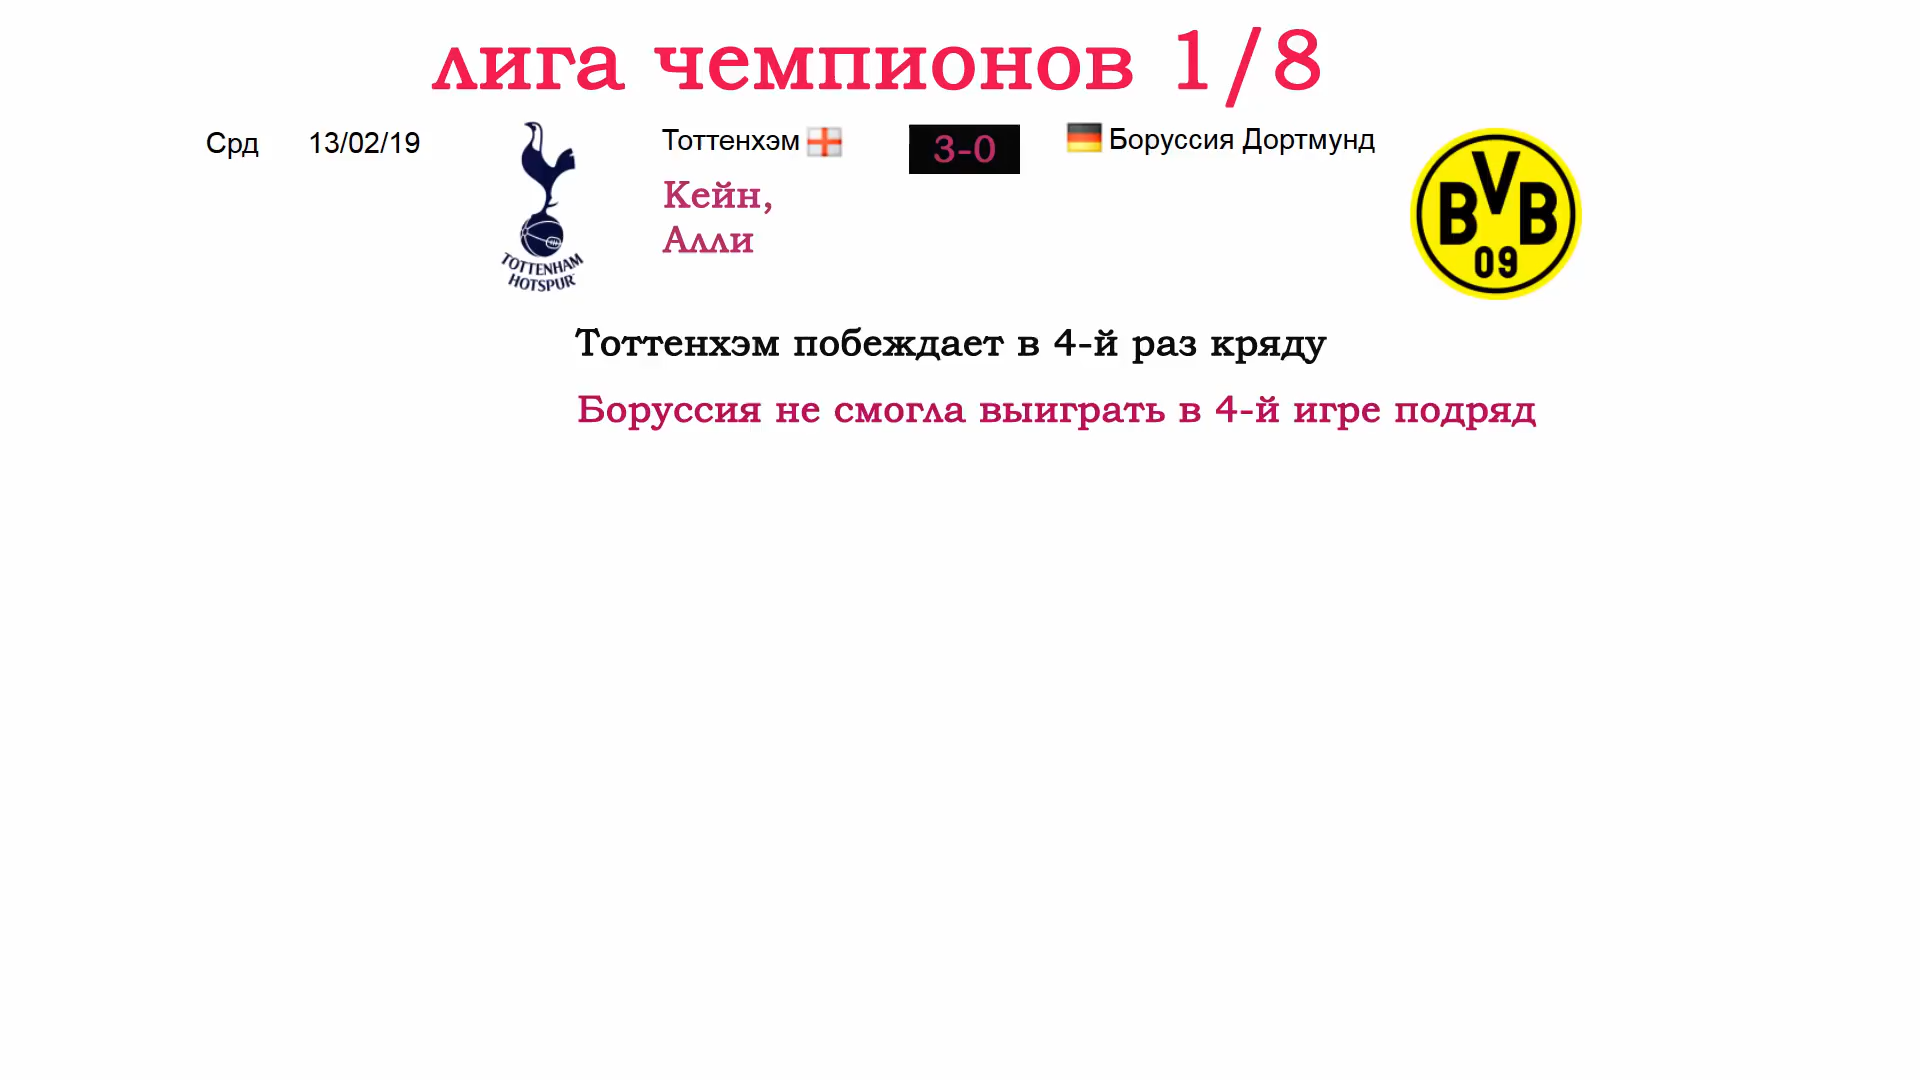 лига чемпионов 1/8
Срд 13/02/19 Тоттенхэм 3-0 Боруссия Дортмунд
Кейн,
Алли
TOTTENHAM
HOTSPUR
BVB
09
Тоттенхэм побеждает в 4-й раз кряду
Боруссия не смогла выиграть в 4-й игре подряд